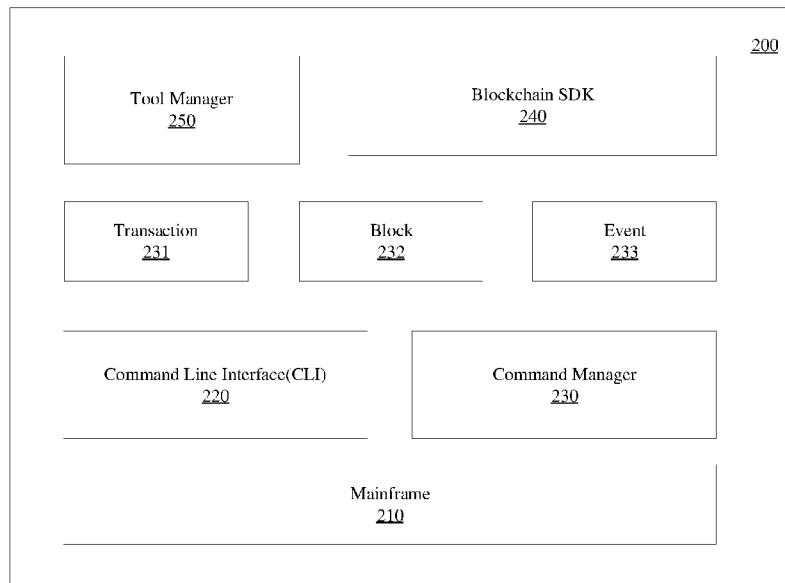 200
Tool Manager
250
Blockchain SDK
240
Transaction
231
Block
232
Event
233
Command Line Interface(CLI)
220
Command Manager
230
Mainframe
210